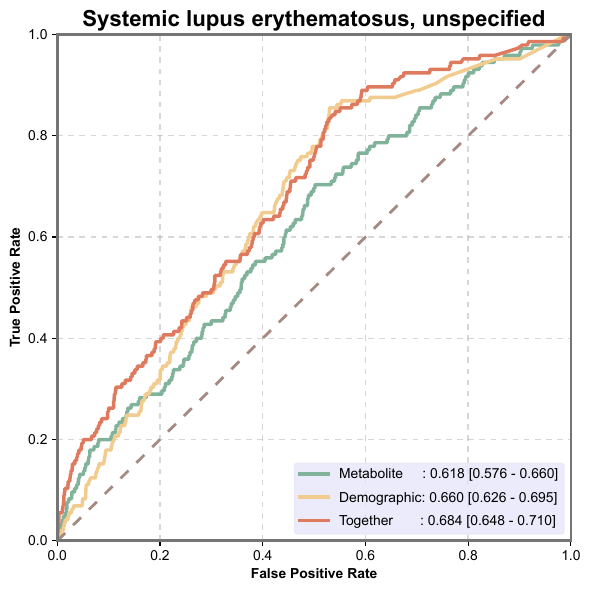 Systemic lupus erythematosus, unspecified
True Positive Rate
1.0
0.8
0.6
0.4
0.2
0.0
Metabolite : 0.618 [0.576 - 0.660]
Demographic: 0.660 [0.626 - 0.695]
Together : 0.684 [0.648 - 0.710]
0.0 0.2 0.4 0.6 0.8 1.0
False Positive Rate